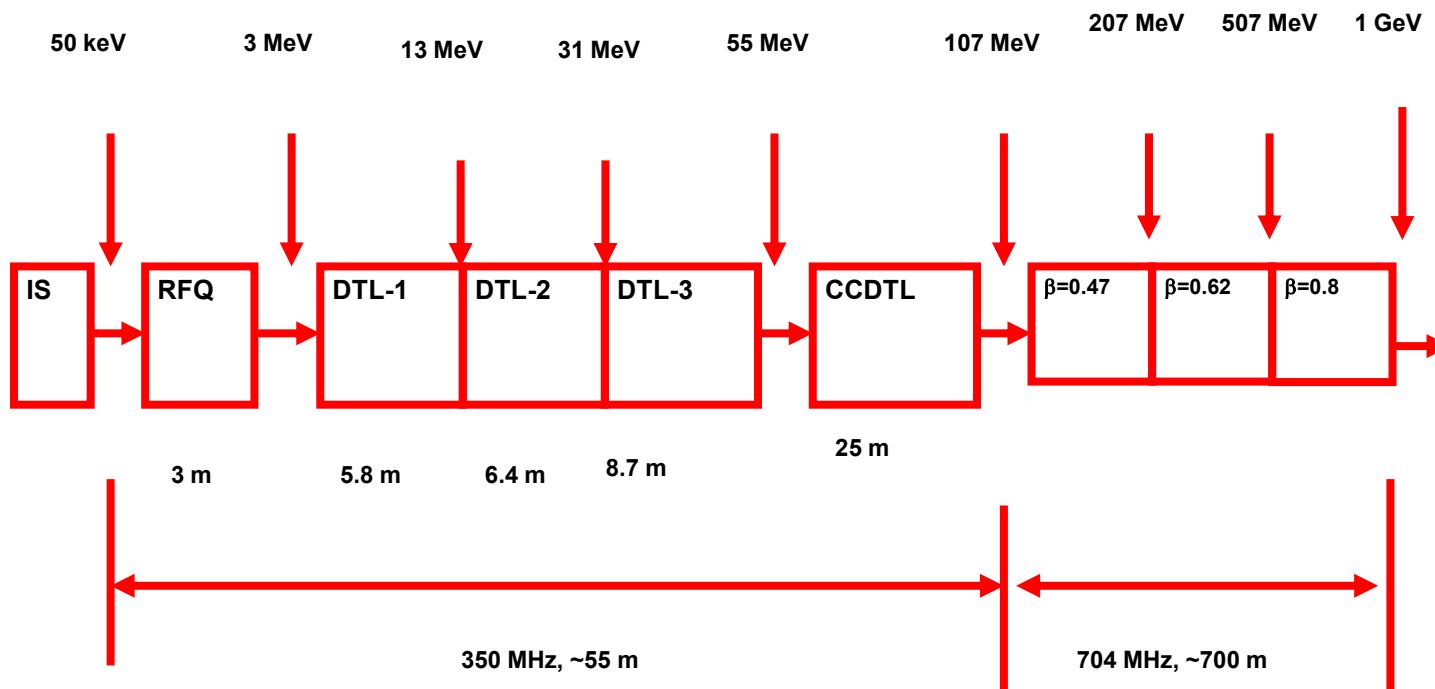 50 keV
3 MeV
13 MeV
31 MeV
55 MeV
107 MeV
207 MeV
507 MeV
1 GeV
IS
RFQ
DTL-1
DTL-2
DTL-3
CCDTL
β=0.47
β=0.62
β=0.8
3 m
5.8 m
6.4 m
8.7 m
25 m
350 MHz, ~55 m
704 MHz, ~700 m